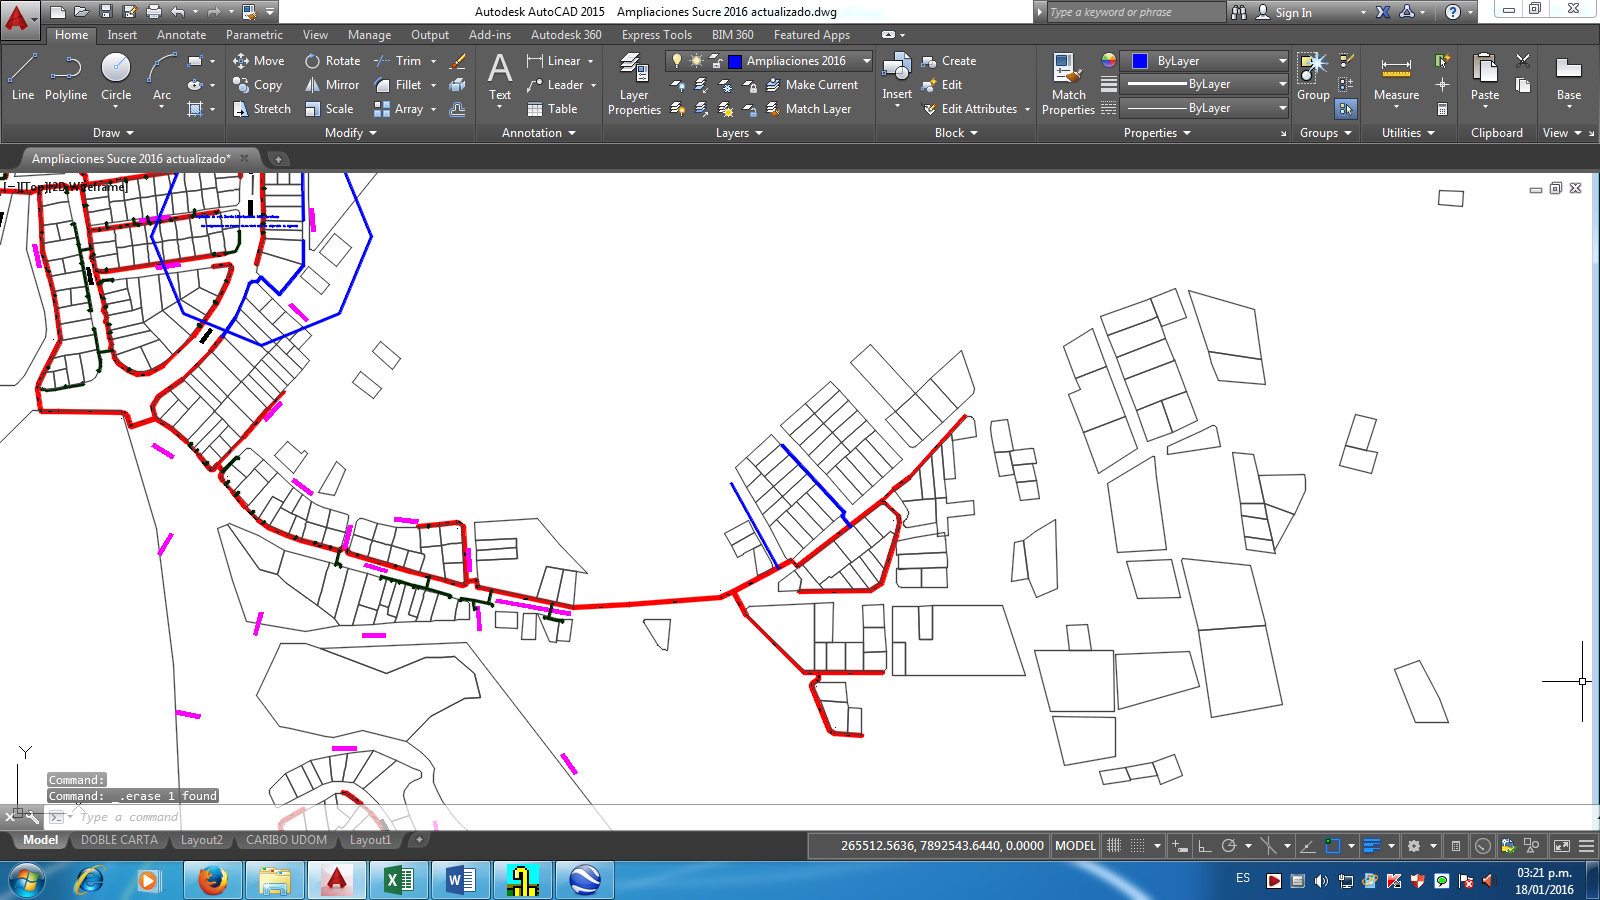 Autodesk AutoCAD 2015    Ampliaciones Sucre 2016 actualizado.dwg
Type a keyword or phrase
Sign In
Home Insert Annotate Parametric View Manage Output Add-ins Autodesk 360 Express Tools BIM 360 Featured Apps
Line Polyline Circle Arc
Draw
Move Rotate Trim
Copy Mirror Fillet
Stretch Scale Array
Modify
Text
Linear
Leader
Table
Annotation
Layer Properties
Ampliaciones 2016
Make Current
Match Layer
Layers
Insert
Create
Edit
Edit Attributes
Block
Match Properties
ByLayer
ByLayer
ByLayer
Properties
Group
Groups
Measure
Utilities
Paste
Clipboard
Base
View
Ampliaciones Sucre 2016 actualizado*
[−][Top][2D Wireframe]
Y
Command:
Command: _.erase 1 found
Type a command
Model DOBLE CARTA Layout2 CARIBO UDOM Layout1
265512.5636, 7892543.6440, 0.0000 MODEL
ES
03:21 p.m.
18/01/2016